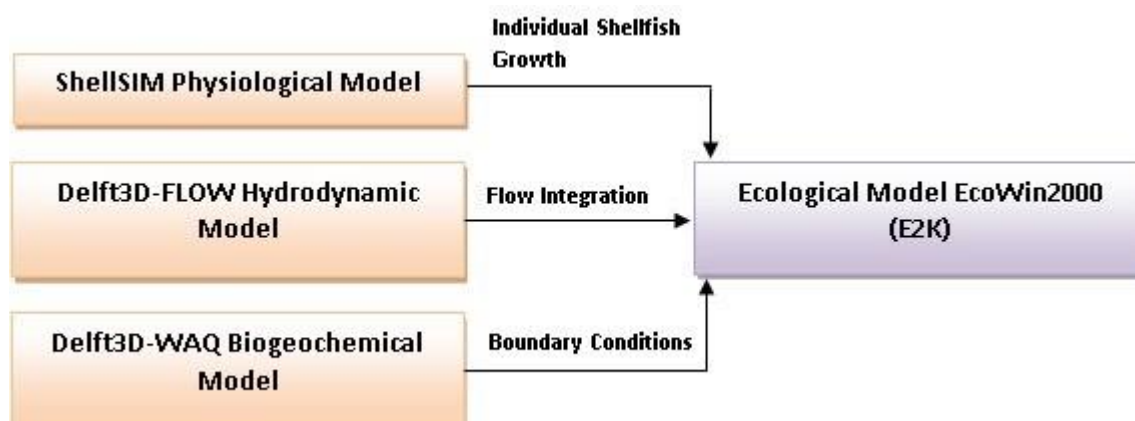 Individual Shellfish
Growth
ShellSIM Physiological Model
Delft3D-FLOW Hydrodynamic
Model
Flow Integration
Ecological Model EcoWin2000
(E2K)
Delft3D-WAQ Biogeochemical
Model
Boundary Conditions